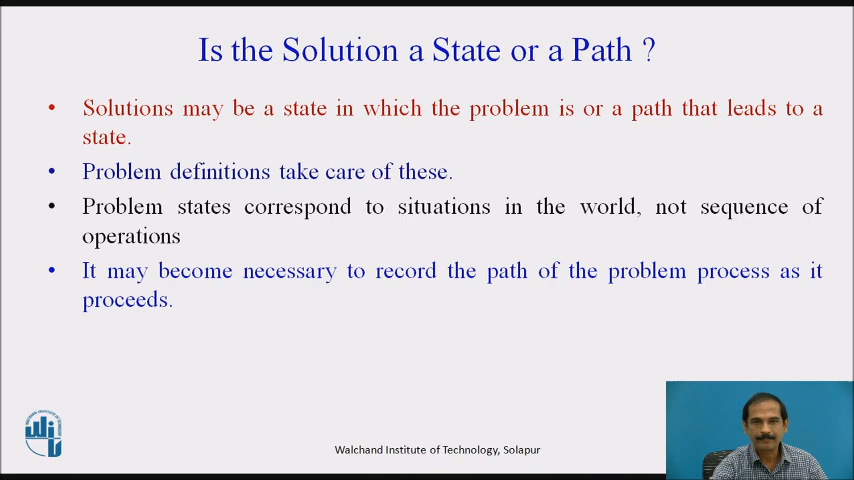 Is the Solution a State or a Path ?
• Solutions may be a state in which the problem is or a path that leads to a
state.
• Problem definitions take care of these.
• Problem states correspond to situations in the world, not sequence of
operations
• It may become necessary to record the path of the problem process as it
proceeds.
Walchand Institute of Technology, Solapur